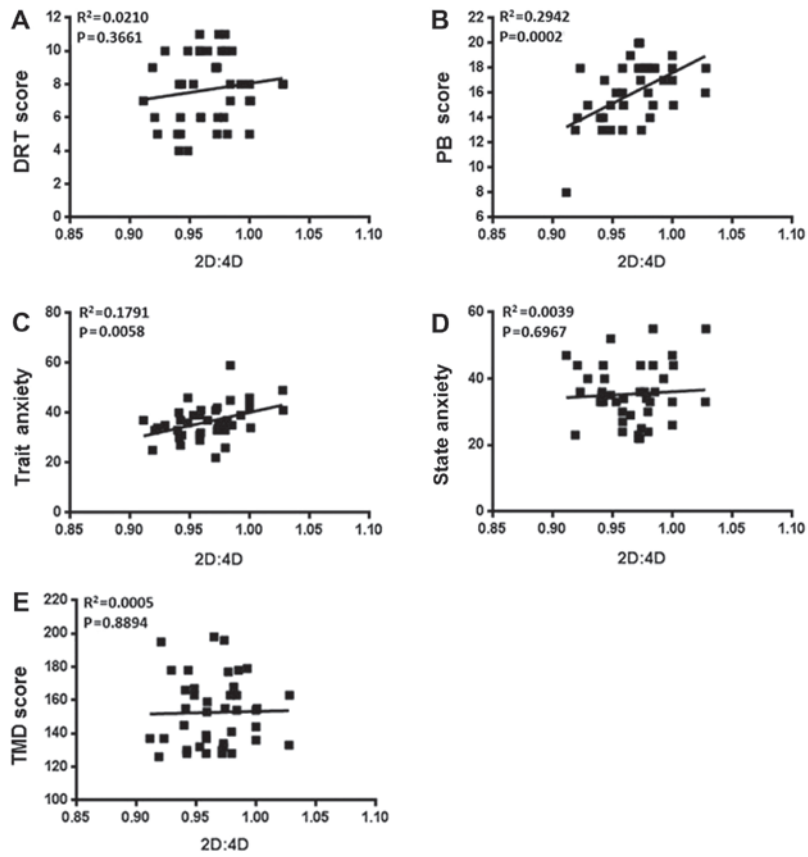 A
R²=0.0210
P=0.3661
12
10
8
6
4
2
0
DRT score
0.85 0.90 0.95 1.00 1.05 1.10
2D:4D
B
R²=0.2942
P=0.0002
22
20
18
16
14
12
10
8
6
PB score
0.85 0.90 0.95 1.00 1.05 1.10
2D:4D
C
R²=0.1791
P=0.0058
80
60
40
20
0
Trait anxiety
0.85 0.90 0.95 1.00 1.05 1.10
2D:4D
D
R²=0.0039
P=0.6967
60
40
20
0
State anxiety
0.85 0.90 0.95 1.00 1.05 1.10
2D:4D
E
R²=0.0005
P=0.8894
220
200
180
160
140
120
100
TMD score
0.85 0.90 0.95 1.00 1.05 1.10
2D:4D